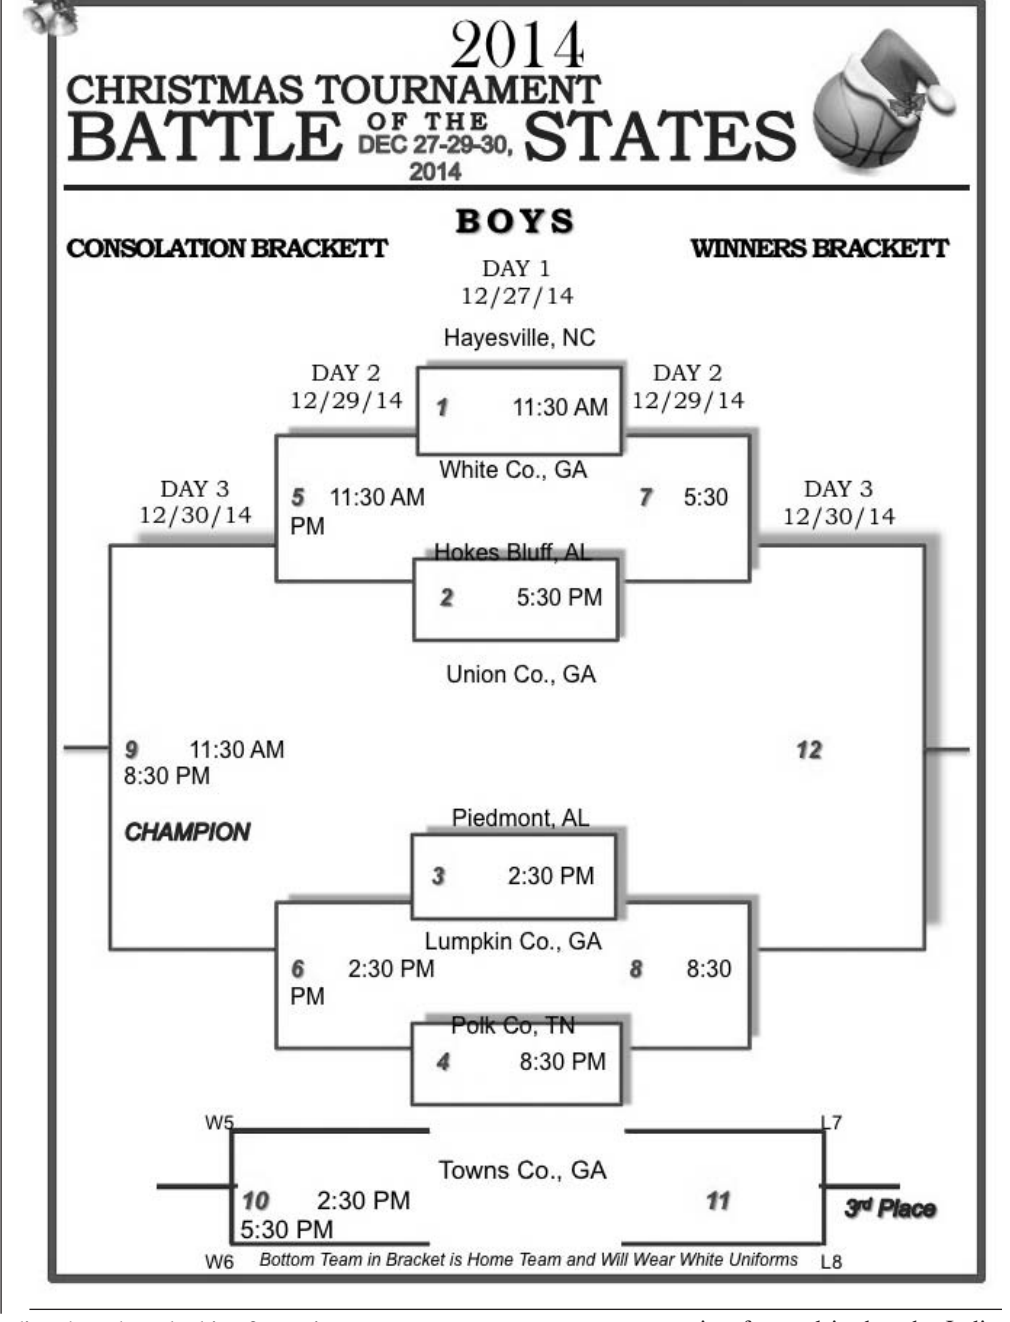 2014
CHRISTMAS TOURNAMENT
BATTLE OF THE STATES
DEC 27-29-30,
2014
BOYS
CONSOLATION BRACKETT
WINNERS BRACKETT
DAY 1
12/27/14
Hayesville, NC
DAY 2
12/29/14
1 11:30 AM
DAY 2
12/29/14
White Co., GA
DAY 3
12/30/14
5 11:30 AM
PM
7 5:30
DAY 3
12/30/14
Hokes Bluff, AL
2 5:30 PM
Union Co., GA
9 11:30 AM
8:30 PM
12
CHAMPION
Piedmont, AL
3 2:30 PM
Lumpkin Co., GA
6 2:30 PM
PM
8 8:30
Polk Co, TN
4 8:30 PM
W5
L7
Towns Co., GA
10 2:30 PM
5:30 PM
11
3rd Place
W6
Bottom Team in Bracket is Home Team and Will Wear White Uniforms
L8